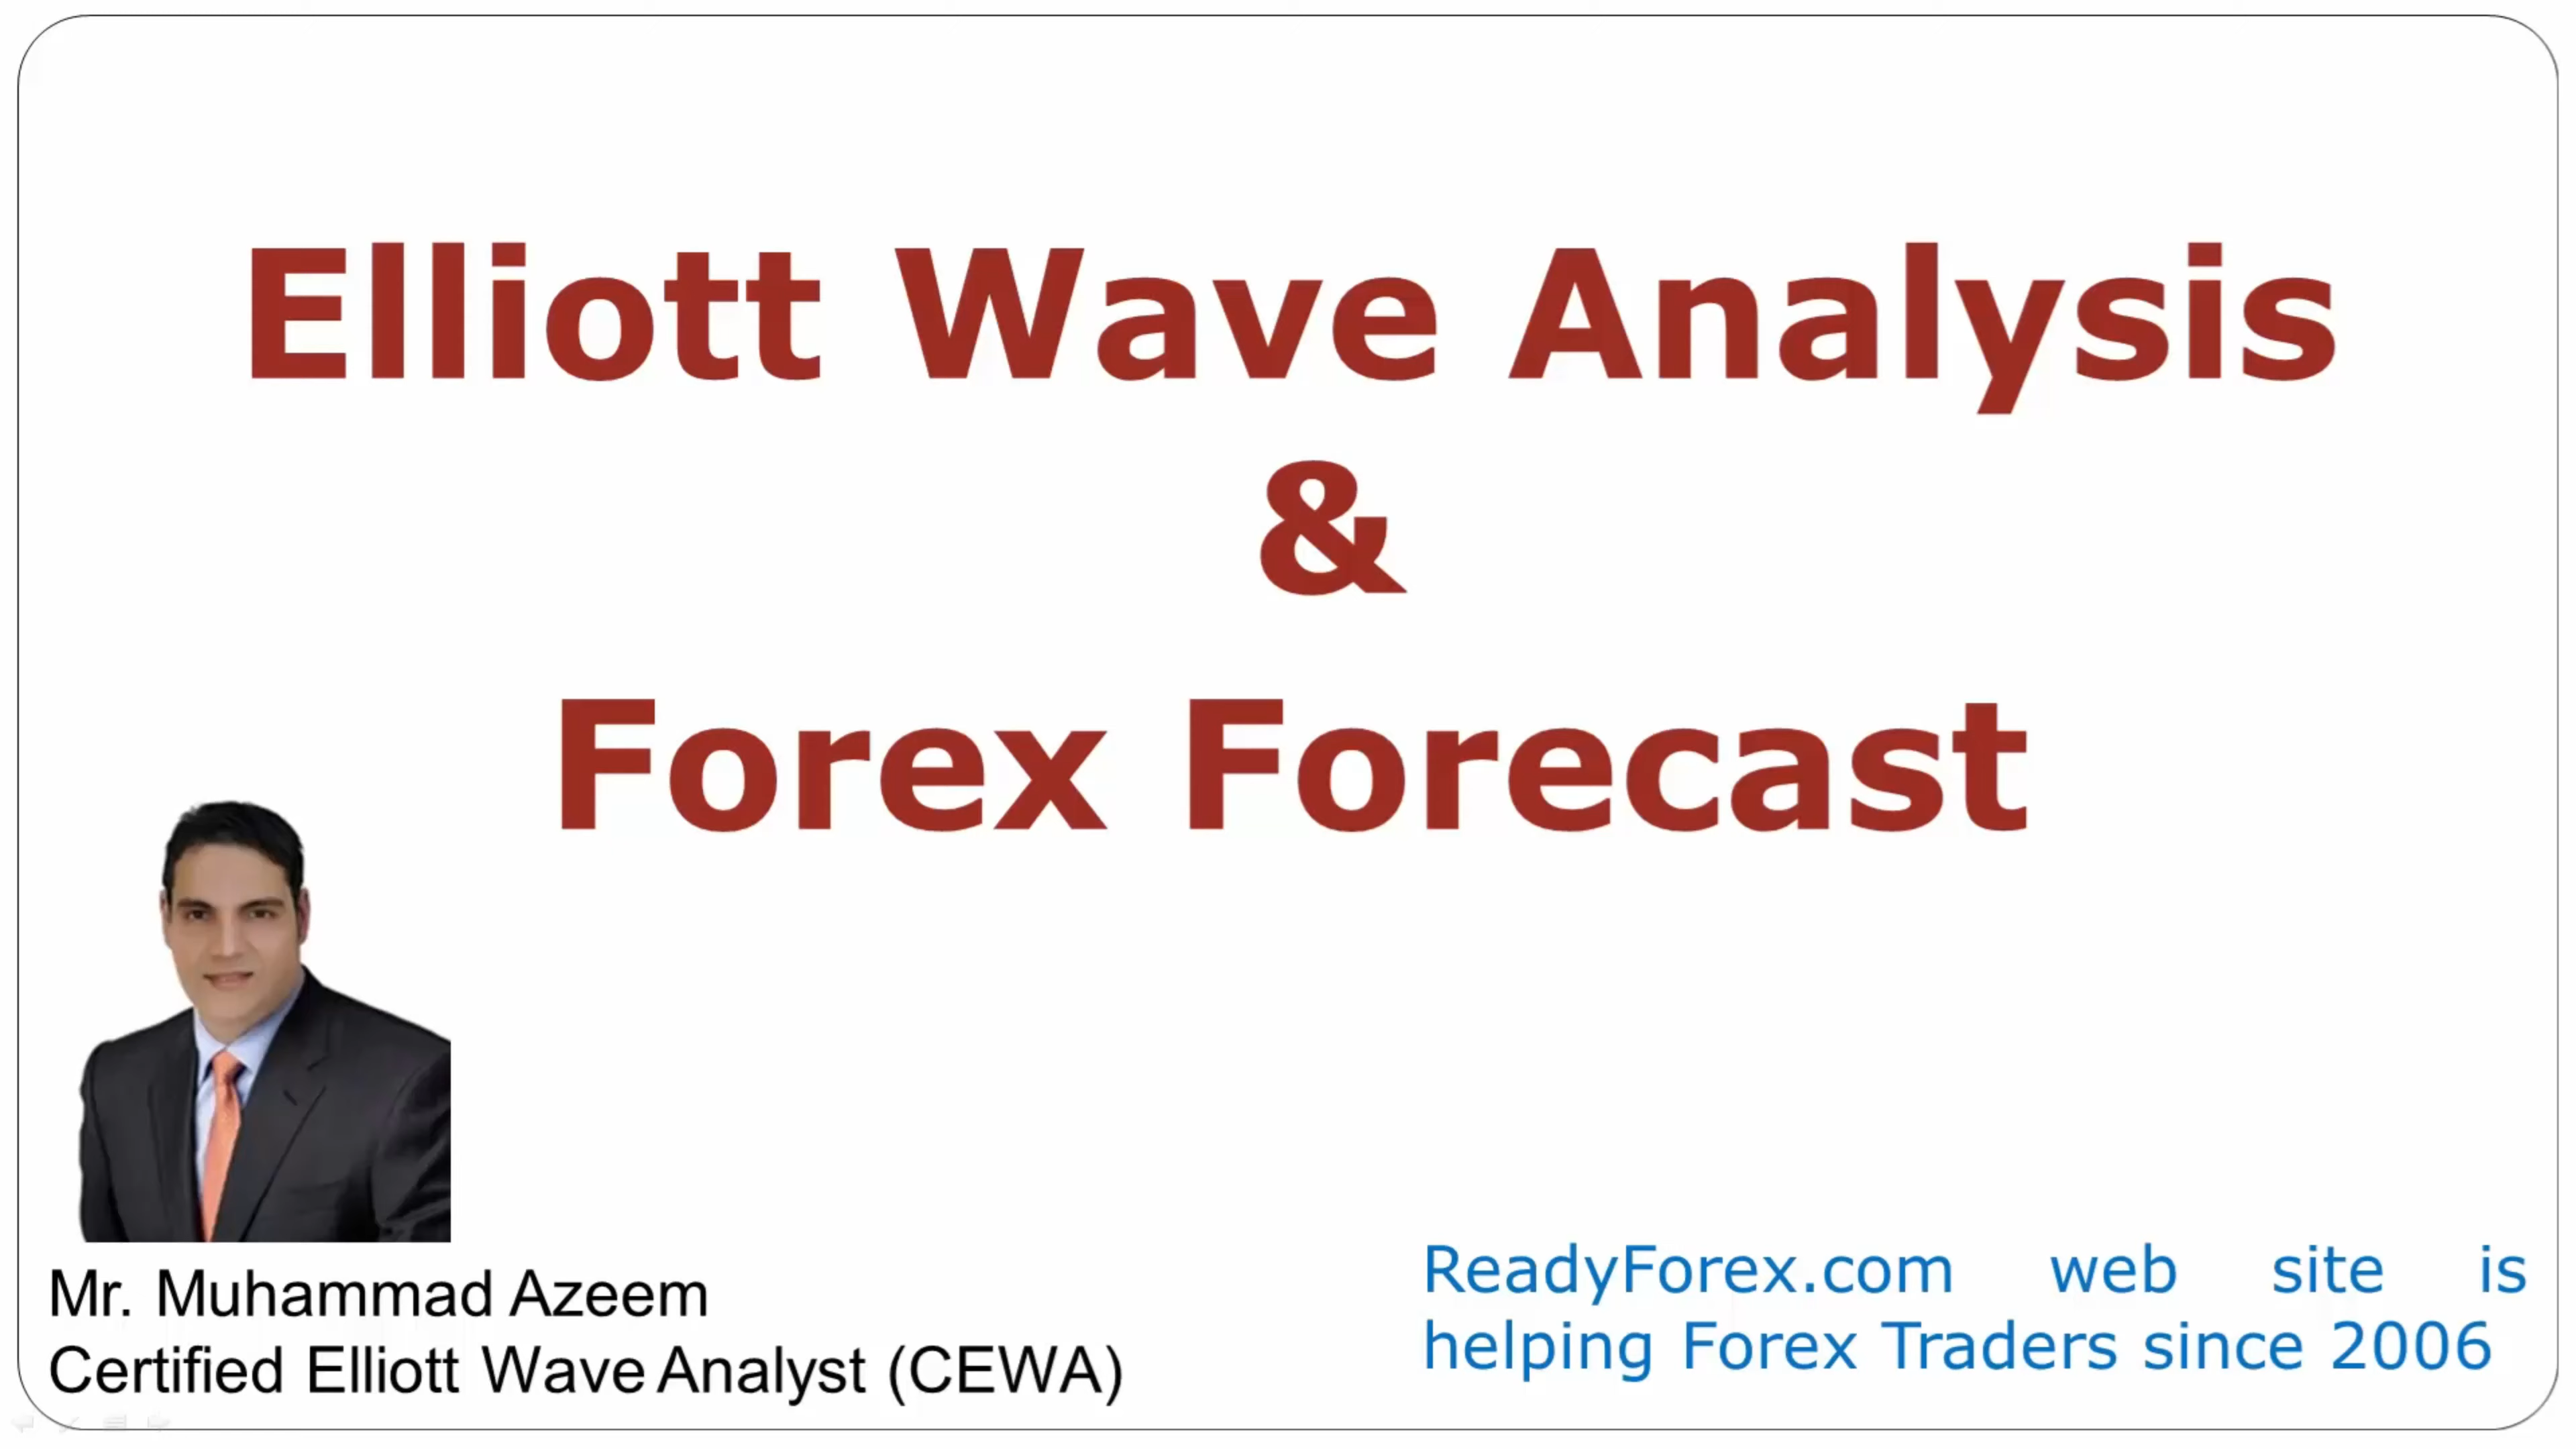 Elliott Wave Analysis
&
Forex Forecast
Mr. Muhammad Azeem
Certified Elliott Wave Analyst (CEWA)
ReadyForex.com web site is
helping Forex Traders since 2006